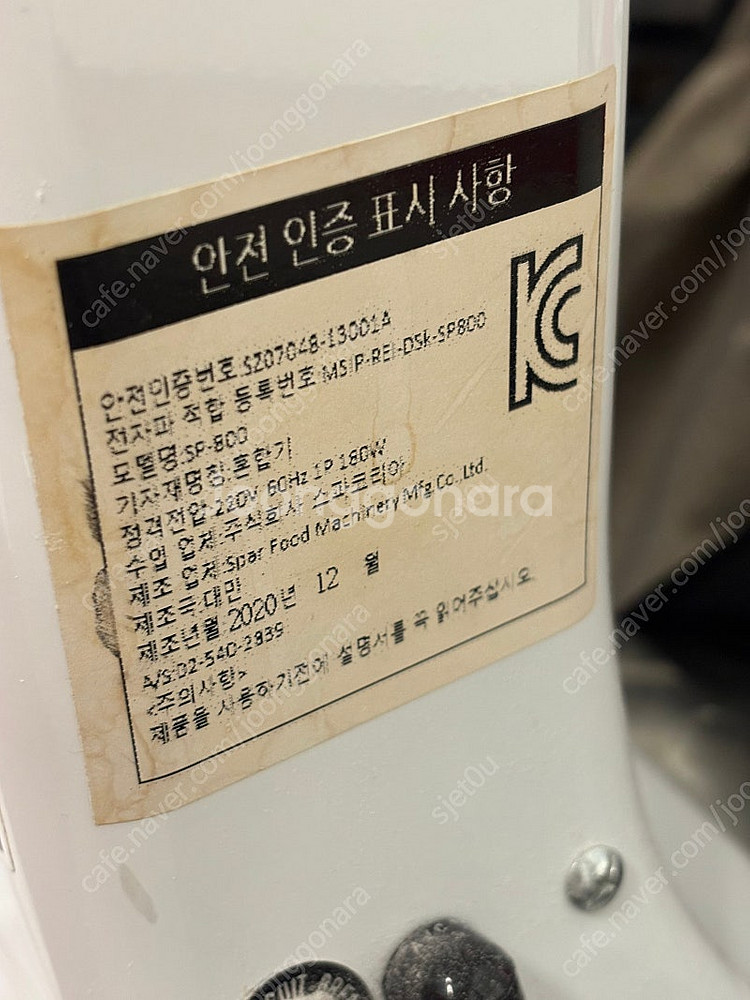 안전 인증 표시 사항
안전인증번호:SZ07048-13001A
전자파 적합 등록번호:MSIP-REI-DSk-SP800
모델명:SP-800
기자재명칭:혼합기
정격전압:220V 60Hz 1P 180W
수입 업체:주식회사 스파코리아
제조 업체:Spar Food Machinery Mfg.Co.,Ltd.
제조국:대만
제조년월:2020년 12 월
A/S:02-540-2839
<주의사항>
제품을 사용하기전에 설명서를 꼭 읽어주십시오.
joonggonara
cafe.naver.com/joonggonara
sjet0u